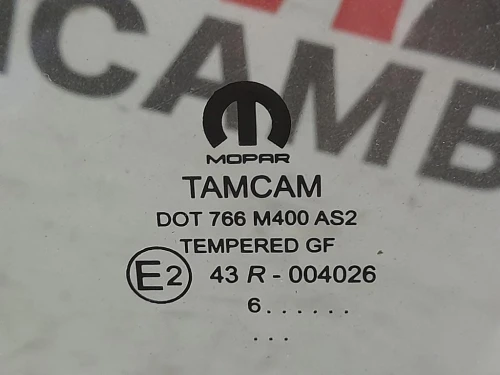 ICAMB
MOPAR
TAMCAM
DOT 766 M400 AS2
TEMPERED GF
E2 43 R - 004026
6 . . . . . .
. . .